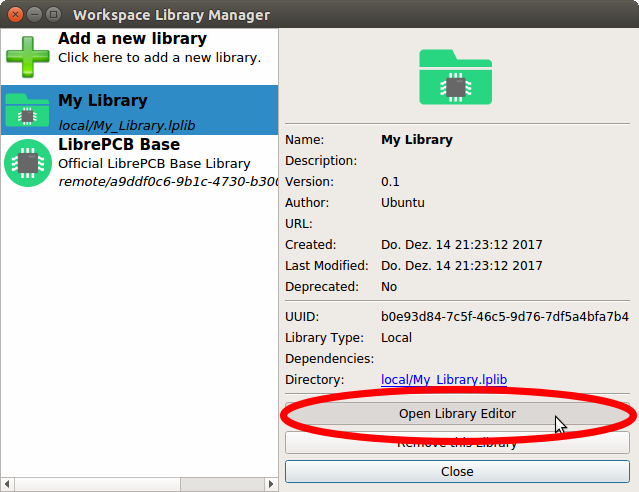 Workspace Library Manager
Add a new library
Click here to add a new library.
My Library
local/My_Library.lplib
LibrePCB Base
Official LibrePCB Base Library
remote/a9ddf0c6-9b1c-4730-b300
Name: My Library
Description:
Version: 0.1
Author: Ubuntu
URL:
Created: Do. Dez. 14 21:23:12 2017
Last Modified: Do. Dez. 14 21:23:12 2017
Deprecated: No
UUID: b0e93d84-7c5f-46c5-9d76-7df5a4bfa7b4
Library Type: Local
Dependencies:
Directory: local/My_Library.lplib
Open Library Editor
Remove this Library
Close